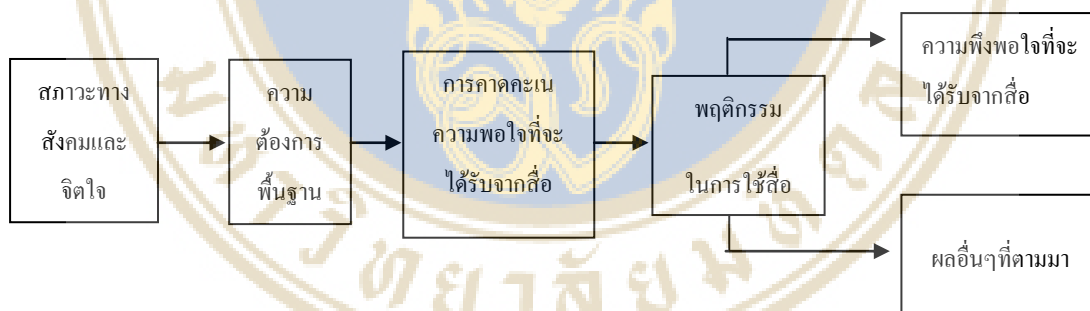 สภาวะทาง
สังคมและ
จิตใจ
ความ
ต้องการ
พื้นฐาน
การคาดคะเน
ความพอใจที่จะ
ได้รับจากสื่อ
พฤติกรรม
ในการใช้สื่อ
ความพึงพอใจที่จะ
ได้รับจากสื่อ
ผลอื่นๆที่ตามมา